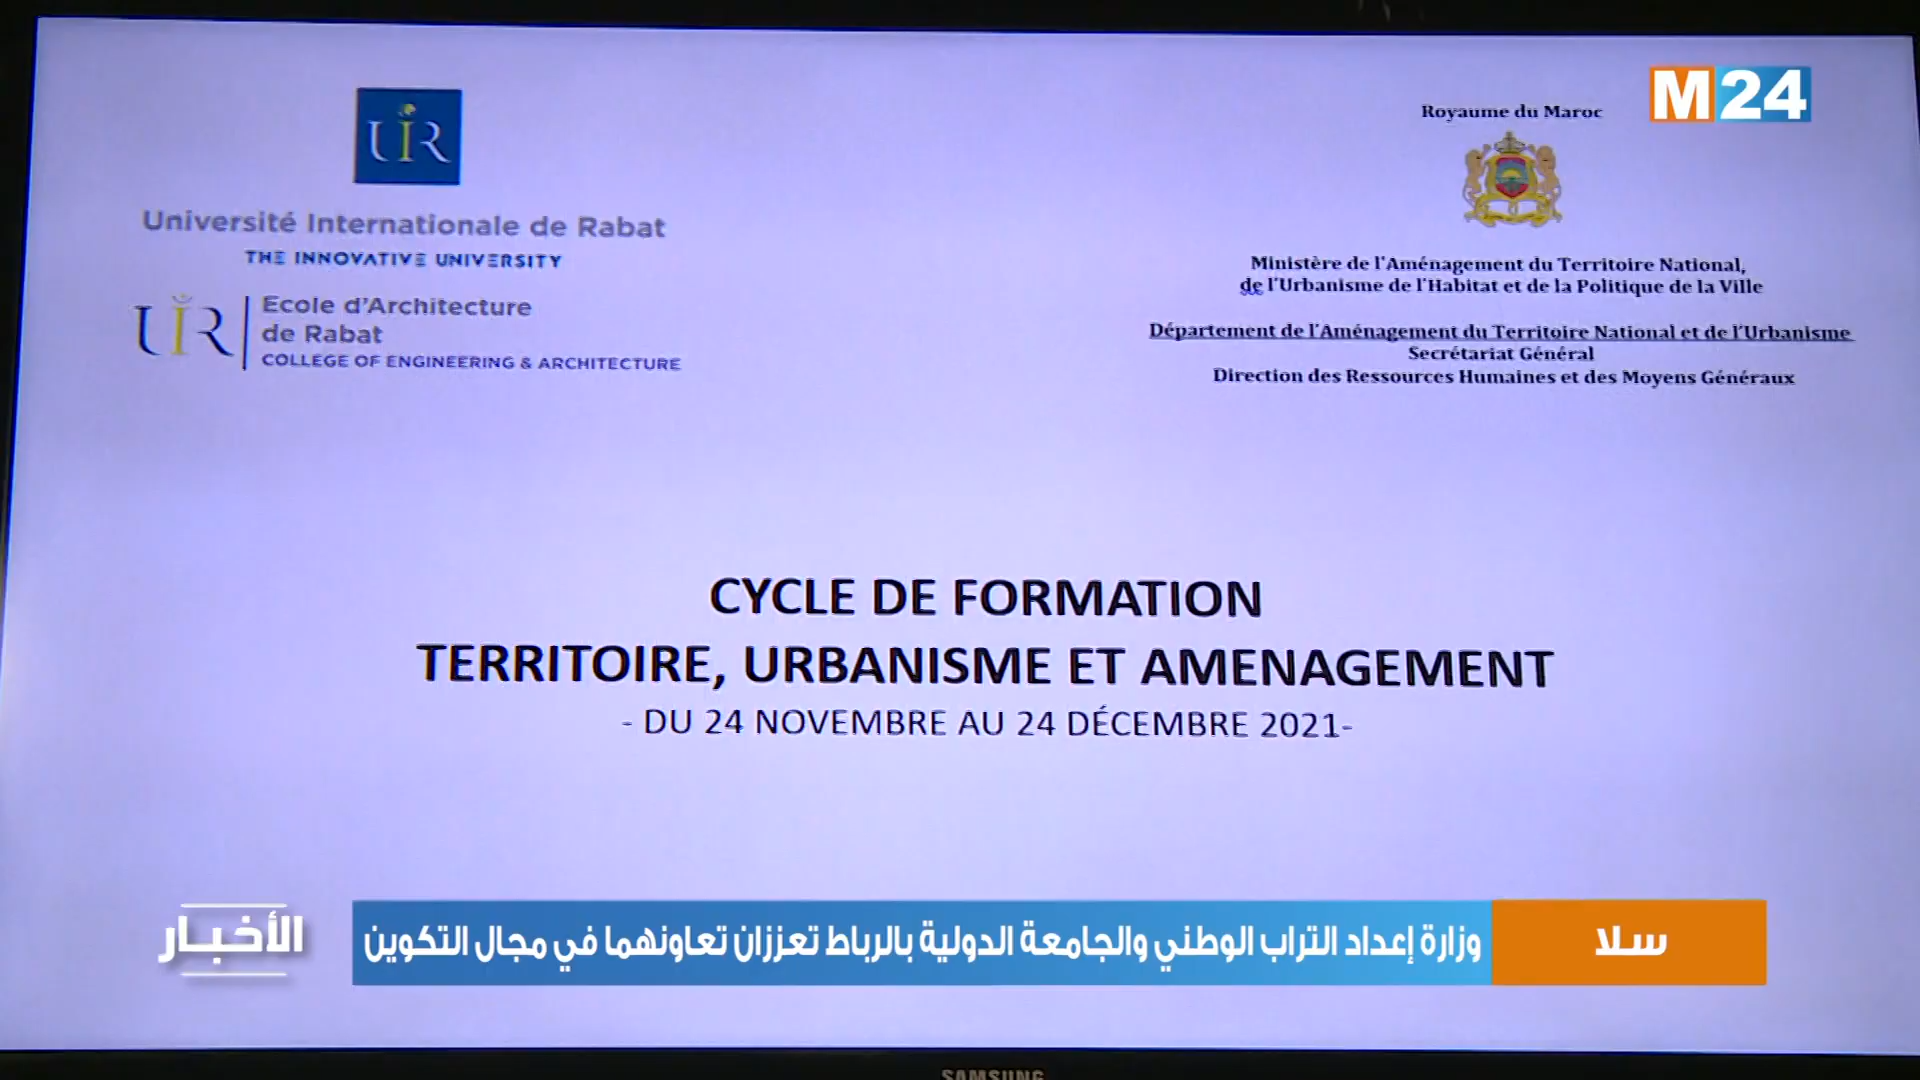 M24
UIR
Université Internationale de Rabat
THE INNOVATIVE UNIVERSITY
UIR
Ecole d'Architecture
de Rabat
COLLEGE OF ENGINEERING & ARCHITECTURE
Royaume du Maroc
Ministère de l'Aménagement du Territoire National,
de l'Urbanisme de l'Habitat et de la Politique de la Ville
Département de l'Aménagement du Territoire National et de l'Urbanisme
Secrétariat Général
Direction des Ressources Humaines et des Moyens Généraux
CYCLE DE FORMATION
TERRITOIRE, URBANISME ET AMENAGEMENT
- DU 24 NOVEMBRE AU 24 DÉCEMBRE 2021-
سلا
وزارة إعداد التراب الوطني والجامعة الدولية بالرباط تعززان تعاونهما في مجال التكوين
الأخبار
SAMSUNG